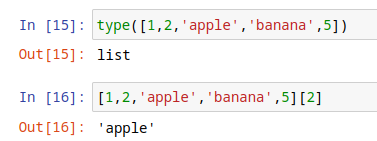 In [15]: type([1,2,'apple','banana',5])
Out[15]: list
In [16]: [1,2,'apple','banana',5][2]
Out[16]: 'apple'